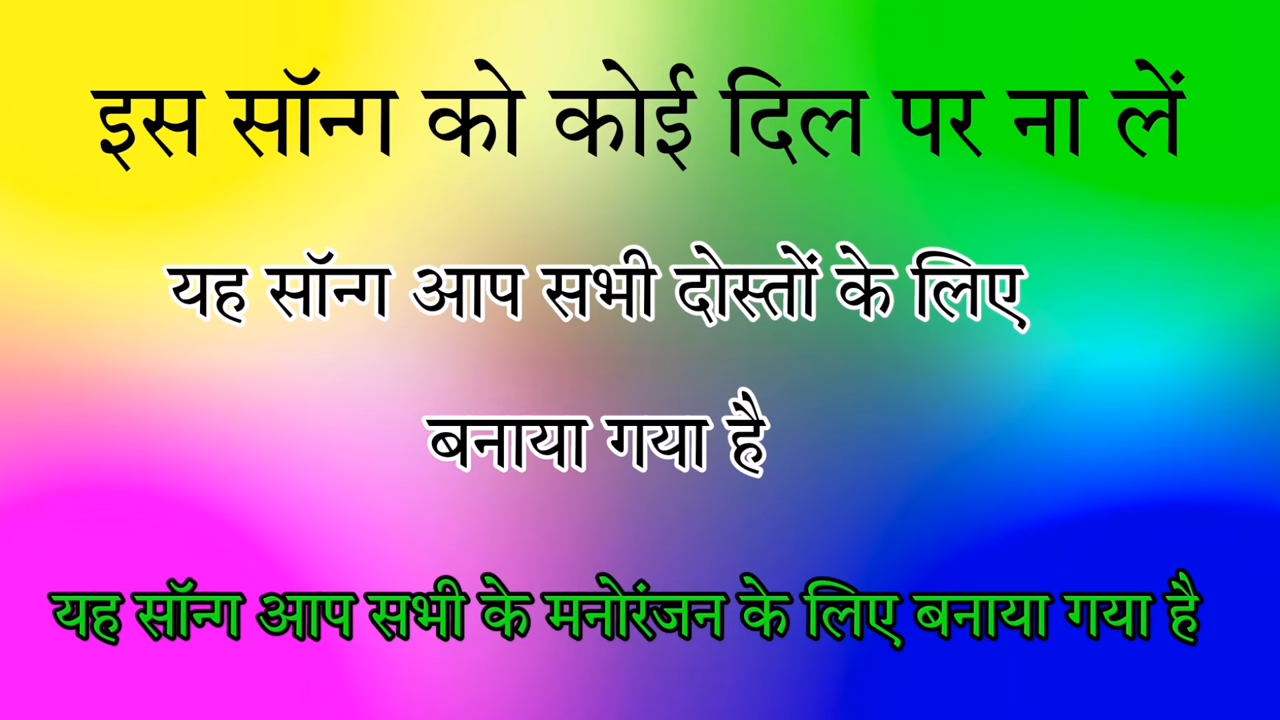 इस सॉन्ग को कोई दिल पर ना लें
यह सॉन्ग आप सभी दोस्तों के लिए
बनाया गया है
यह सॉन्ग आप सभी के मनोरंजन के लिए बनाया गया है